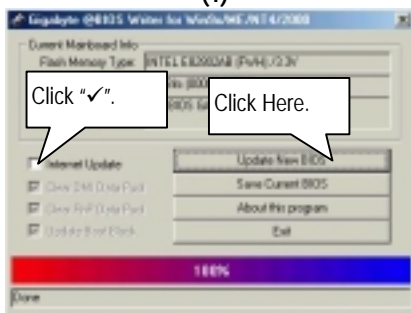 Gigabyte @BIOS Writer for Win9x/ME/NT4/2000
Current Mainboard Info
Flash Memory Type: INTEL E82802AB (FWH) /3.3V
Click "✓".
Click Here.
Internet Update
Update New BIOS
Clear DMI Data Pool
Save Current BIOS
Clear PnP Data Pool
About this program
Update Boot Block
Exit
100%
Done